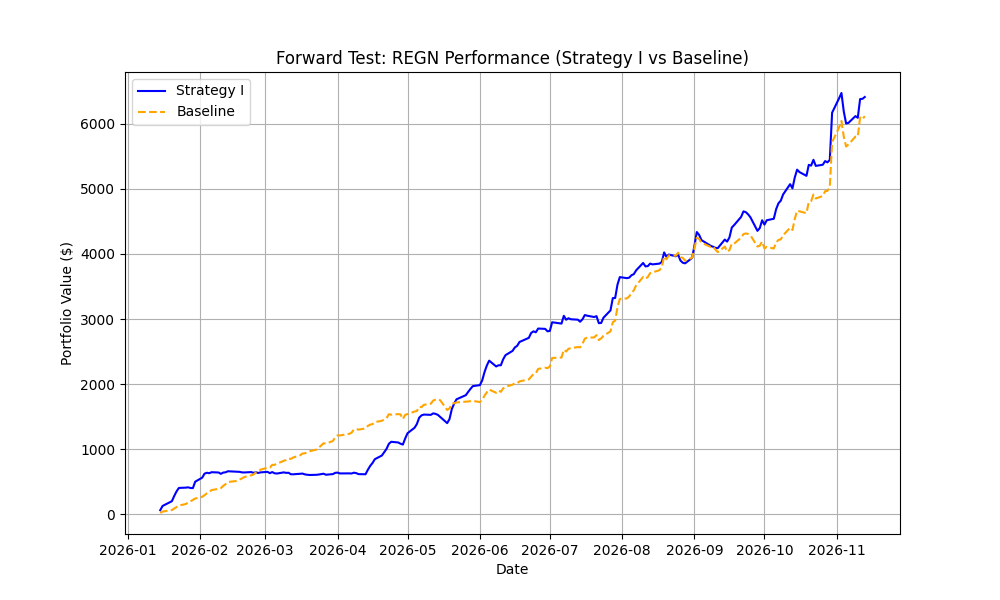 Forward Test: REGN Performance (Strategy I vs Baseline)
Strategy I
Baseline
Portfolio Value ($)
6000
5000
4000
3000
2000
1000
0
2026-01 2026-02 2026-03 2026-04 2026-05 2026-06 2026-07 2026-08 2026-09 2026-10 2026-11
Date